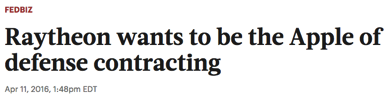 FEDBIZ
Raytheon wants to be the Apple of
defense contracting
Apr 11, 2016, 1:48pm EDT